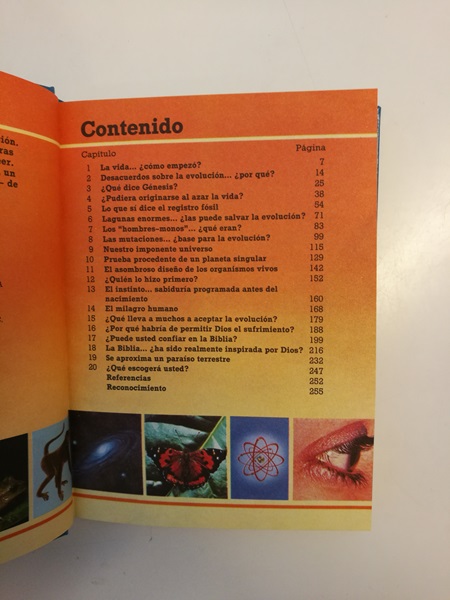 ción.
ras
er.
un
– de
Contenido
Capítulo Página
1 La vida... ¿cómo empezó? 7
2 Desacuerdos sobre la evolución... ¿por qué? 14
3 ¿Qué dice Génesis? 25
4 ¿Pudiera originarse al azar la vida? 38
5 Lo que sí dice el registro fósil 54
6 Lagunas enormes... ¿las puede salvar la evolución? 71
7 Los “hombres-monos”... ¿qué eran? 83
8 Las mutaciones... ¿base para la evolución? 99
9 Nuestro imponente universo 115
10 Prueba procedente de un planeta singular 129
11 El asombroso diseño de los organismos vivos 142
12 ¿Quién lo hizo primero? 152
13 El instinto... sabiduría programada antes del
nacimiento 160
14 El milagro humano 168
15 ¿Qué lleva a muchos a aceptar la evolución? 179
16 ¿Por qué habría de permitir Dios el sufrimiento? 188
17 ¿Puede usted confiar en la Biblia? 199
18 La Biblia... ¿ha sido realmente inspirada por Dios? 216
19 Se aproxima un paraíso terrestre 232
20 ¿Qué escogerá usted? 247
Referencias 252
Reconocimiento 255